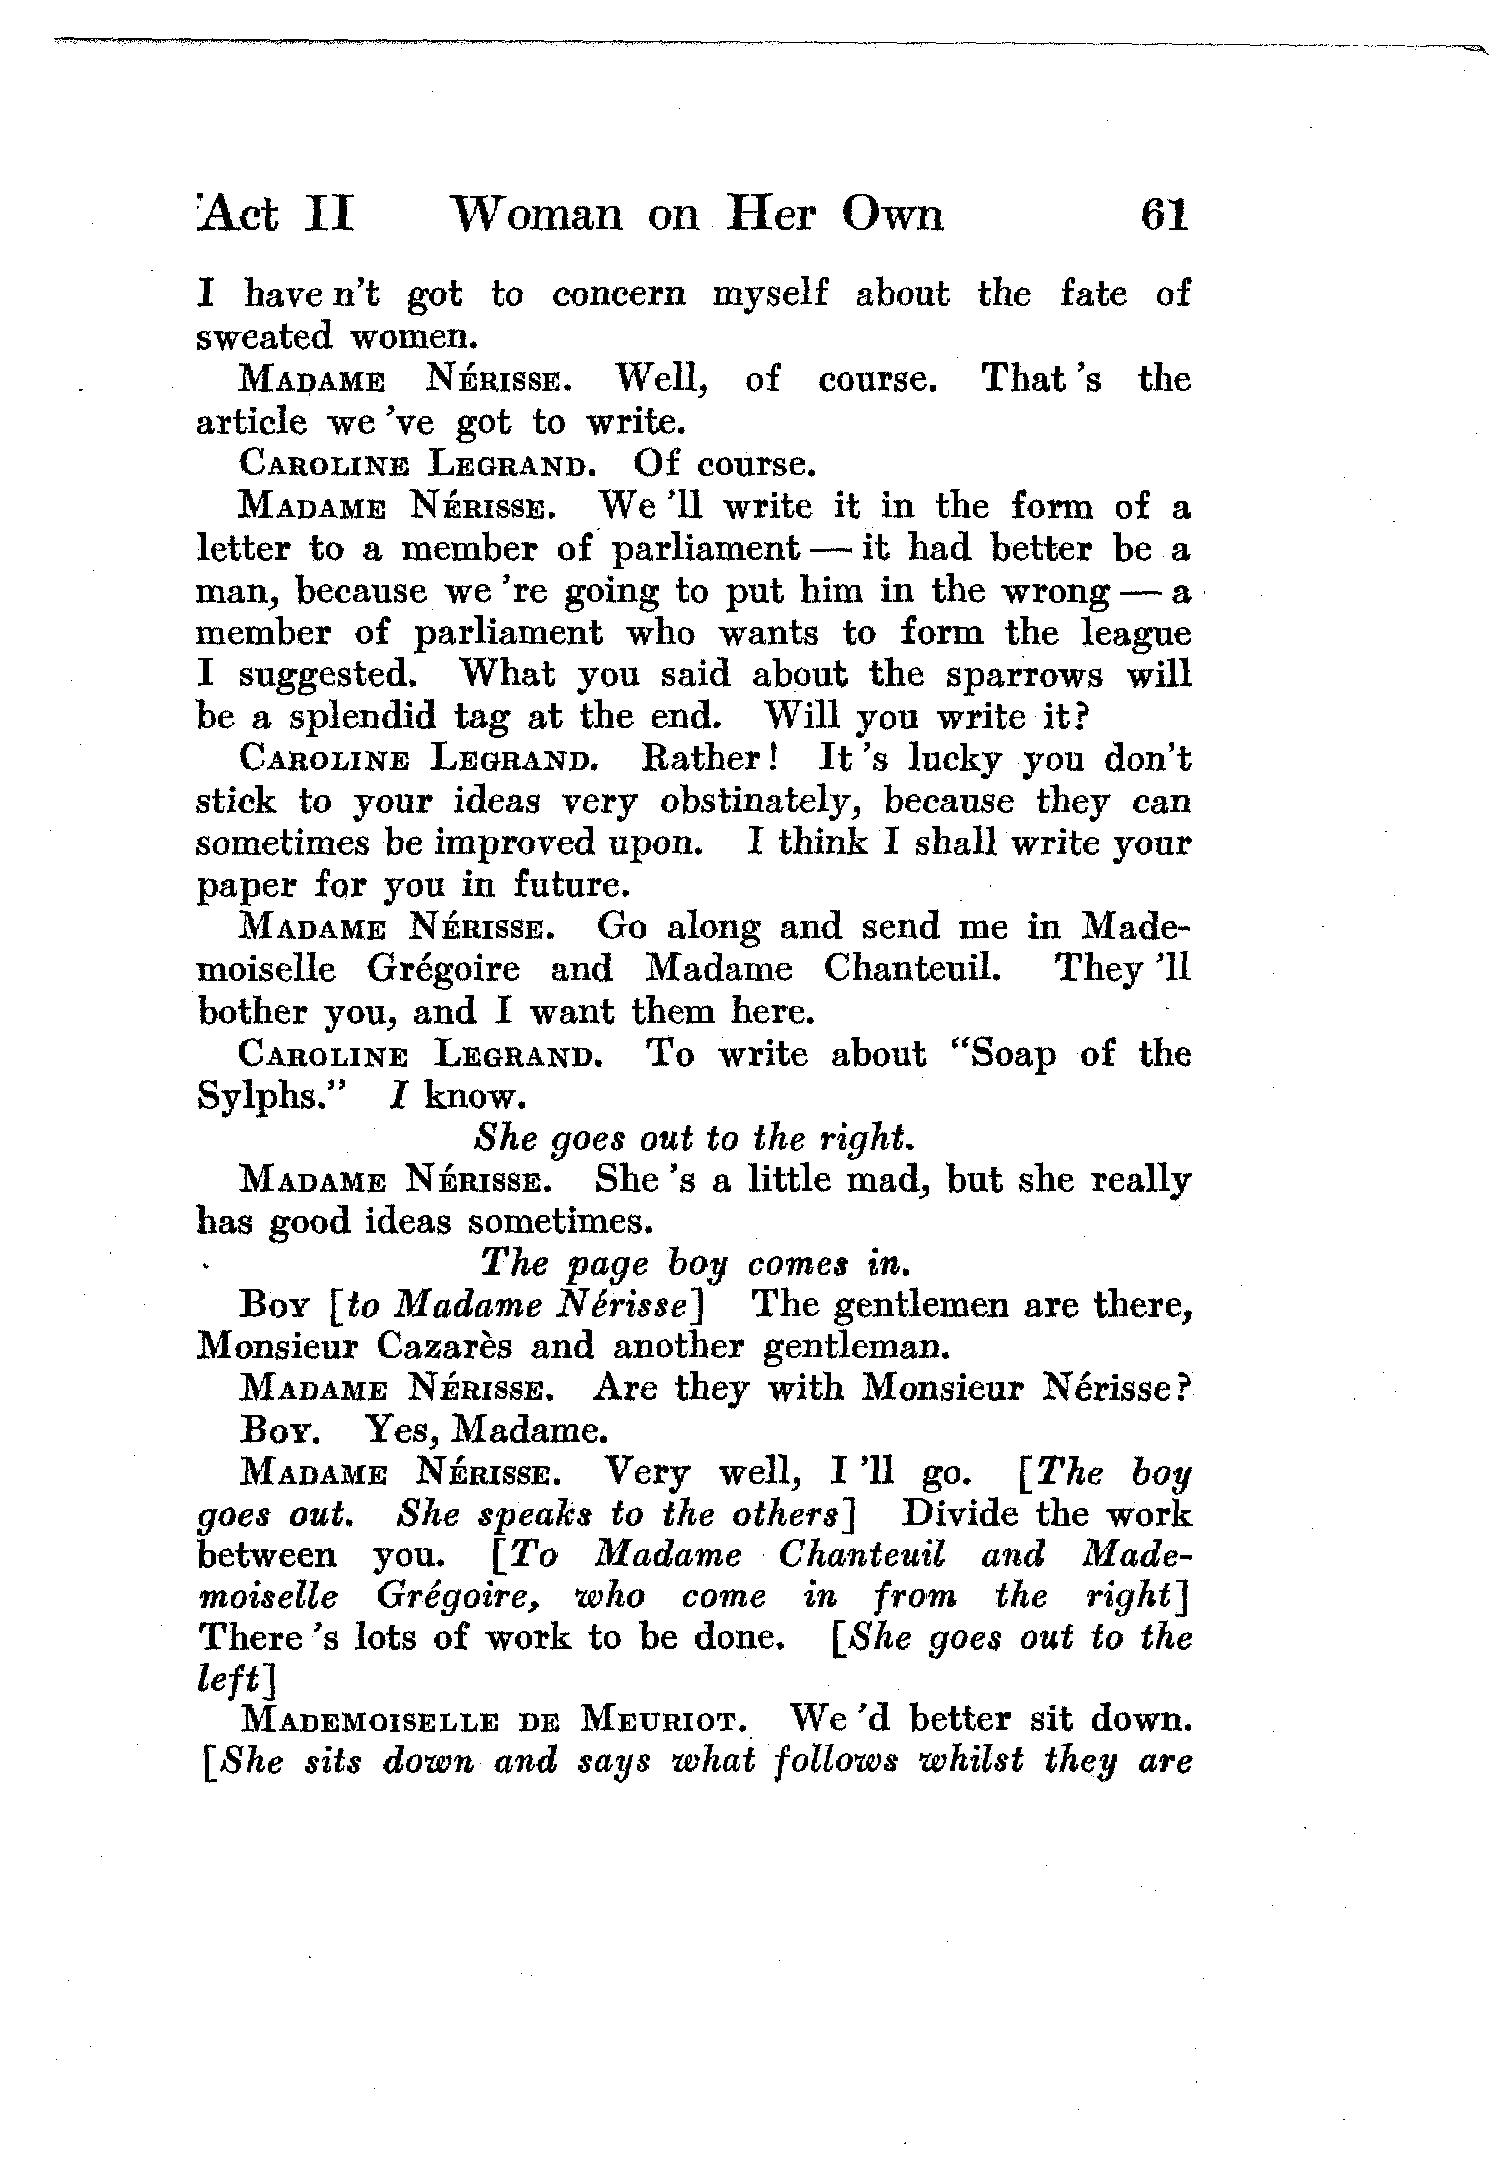 Act II Woman on Her Own 61
I have n't got to concern myself about the fate of
sweated women.
MADAME NÉRISSE. Well, of course. That 's the
article we 've got to write.
CAROLINE LEGRAND. Of course.
MADAME NÉRISSE. We 'll write it in the form of a
letter to a member of parliament — it had better be a
man, because we 're going to put him in the wrong — a
member of parliament who wants to form the league
I suggested. What you said about the sparrows will
be a splendid tag at the end. Will you write it?
CAROLINE LEGRAND. Rather! It 's lucky you don't
stick to your ideas very obstinately, because they can
sometimes be improved upon. I think I shall write your
paper for you in future.
MADAME NÉRISSE. Go along and send me in Made-
moiselle Grégoire and Madame Chanteuil. They 'll
bother you, and I want them here.
CAROLINE LEGRAND. To write about "Soap of the
Sylphs." I know.
She goes out to the right.
MADAME NÉRISSE. She 's a little mad, but she really
has good ideas sometimes.
The page boy comes in.
BOY [to Madame Nérisse] The gentlemen are there,
Monsieur Cazarès and another gentleman.
MADAME NÉRISSE. Are they with Monsieur Nérisse?
BOY. Yes, Madame.
MADAME NÉRISSE. Very well, I 'll go. [The boy
goes out. She speaks to the others] Divide the work
between you. [To Madame Chanteuil and Made-
moiselle Grégoire, who come in from the right]
There 's lots of work to be done. [She goes out to the
left]
MADEMOISELLE DE MEURIOT. We 'd better sit down.
[She sits down and says what follows whilst they are